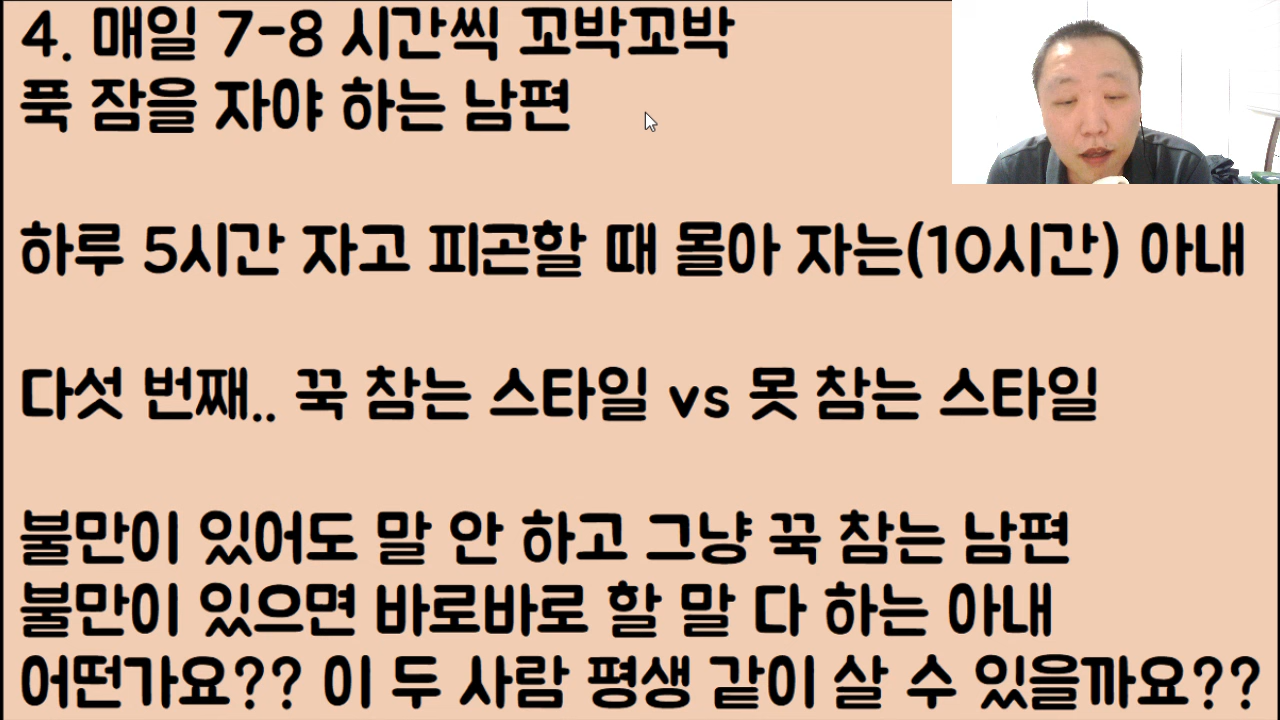 4. 매일 7-8 시간씩 꼬박꼬박
푹 잠을 자야 하는 남편
하루 5시간 자고 피곤할 때 몰아 자는(10시간) 아내
다섯 번째.. 꾹 참는 스타일 vs 못 참는 스타일
불만이 있어도 말 안 하고 그냥 꾹 참는 남편
불만이 있으면 바로바로 할 말 다 하는 아내
어떤가요?? 이 두 사람 평생 같이 살 수 있을까요??